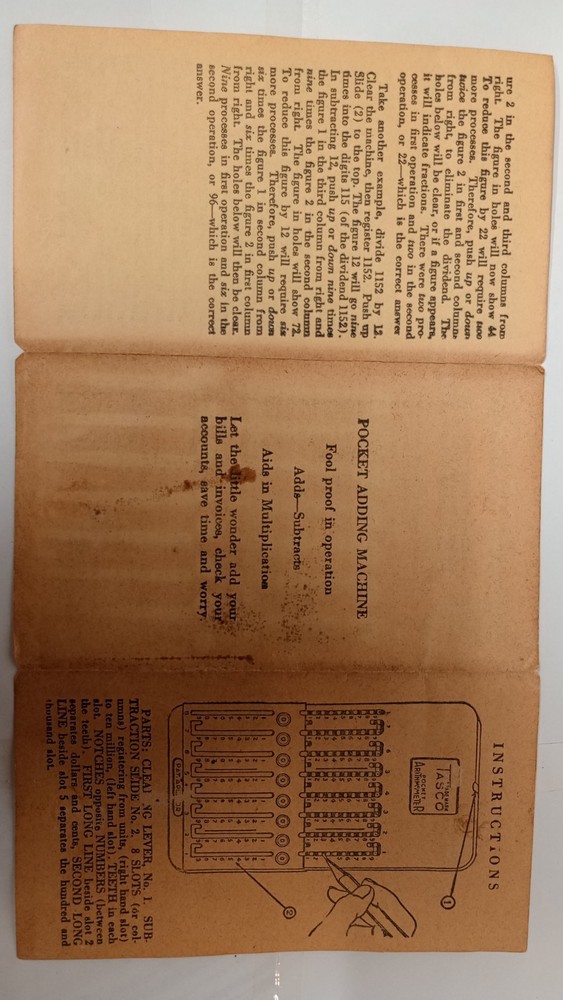 ure 2 in the second and third columns from
right. The figure in holes will now show 44
To reduce this figure by 22 will require two
more processes. Therefore, push up or down
twice the figure 2 in first and second columns
from right, to eliminate the dividend. The
holes below will be clear, or if a figure appears,
it will indicate fractions. There were two pro-
cesses in first operation and two in the second
operation, or 22—which is the correct answer
Take another example, divide 1152 by 12.
Clear the machine, then register 1152. Push up
Slide (2) to the top. The figure 12 will go nine
times into the digits 115 (of the dividend 1152).
In subtracting 12, push up or down nine times
the figure 1 in the third column from right and
nine times the figure 2 in the second column
from right. The figure in holes will show 72.
To reduce this figure by 12 will require six
more processes. Therefore, push up or down
six times the figure 1 in second column from
right and six times the figure 2 in first column
from right. The holes below will then be clear.
Nine processes in first operation and six in the
second operation, or 96—which is the correct
answer.
POCKET ADDING MACHINE
Fool proof in operation
Adds—Subtracts
Aids in Multiplication
Let the little wonder add your
bills and invoices, check your
accounts, save time and worry.
INSTRUCTIONS
TASCO
POCKET
ARITHMOMETER
1
2
PARTS: CLEARING LEVER, No. 1. SUB-
TRACTION SLIDE No. 2. 8 SLOTS (or col-
umns) registering from units, (right hand slot)
to ten million, (left hand slot). TEETH in each
slot. NOTCHES opposite NUMBERS (between
the teeth). FIRST LONG LINE beside slot 2
separates dollars and cents, SECOND LONG
LINE beside slot 5 separates the hundred and
thousand slot.